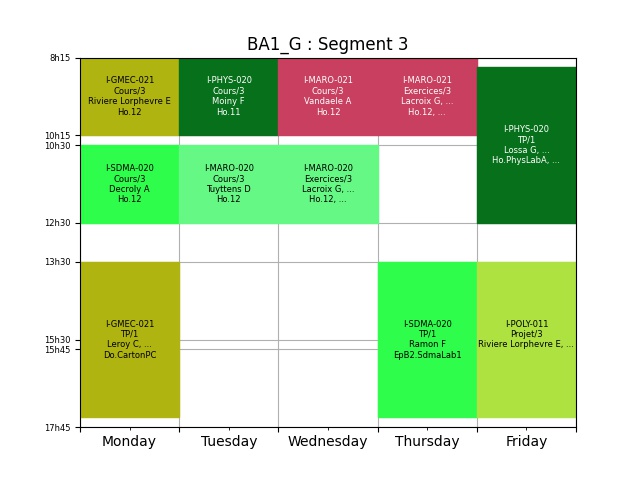 BA1_G : Segment 3
8h15
10h15
10h30
12h30
13h30
15h30
15h45
17h45
I-GMEC-021
Cours/3
Riviere Lorphevre E
Ho.12
I-PHYS-020
Cours/3
Moiny F
Ho.11
I-MARO-021
Cours/3
Vandaele A
Ho.12
I-MARO-021
Exercices/3
Lacroix G, ...
Ho.12, ...
I-PHYS-020
TP/1
Lossa G, ...
Ho.PhysLabA, ...
I-SDMA-020
Cours/3
Decroly A
Ho.12
I-MARO-020
Cours/3
Tuyttens D
Ho.12
I-MARO-020
Exercices/3
Lacroix G, ...
Ho.12, ...
I-GMEC-021
TP/1
Leroy C, ...
Do.CartonPC
I-SDMA-020
TP/1
Ramon F
EpB2.SdmaLab1
I-POLY-011
Projet/3
Riviere Lorphevre E, ...
Monday
Tuesday
Wednesday
Thursday
Friday